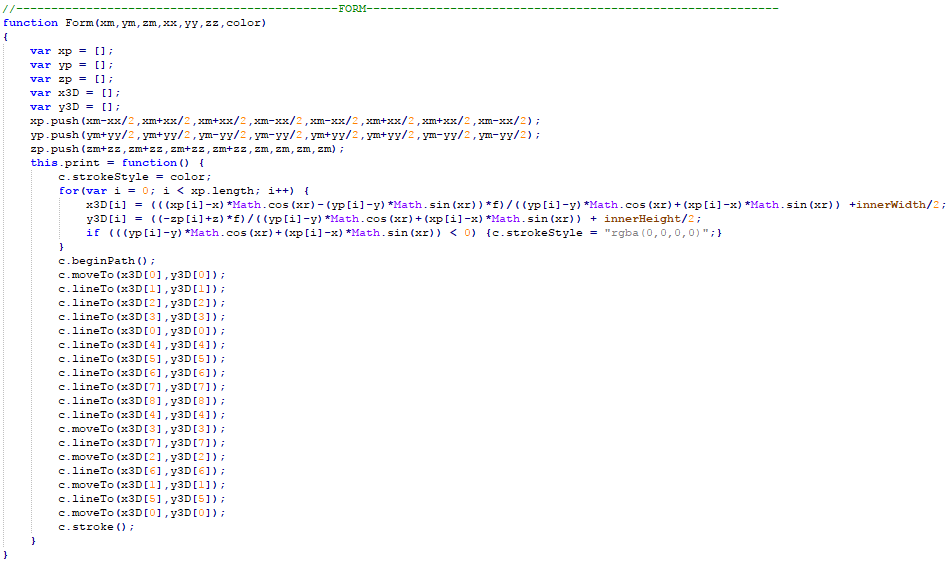 //----------------------------------------------FORM-----------------------------------------------------------
function Form(xm,ym,zm,xx,yy,zz,color)
{
    var xp = [];
    var yp = [];
    var zp = [];
    var x3D = [];
    var y3D = [];
    xp.push(xm-xx/2,xm+xx/2,xm+xx/2,xm-xx/2,xm-xx/2,xm+xx/2,xm+xx/2,xm-xx/2);
    yp.push(ym+yy/2,ym+yy/2,ym-yy/2,ym-yy/2,ym+yy/2,ym+yy/2,ym-yy/2,ym-yy/2);
    zp.push(zm+zz,zm+zz,zm+zz,zm+zz,zm,zm,zm,zm);
    this.print = function() {
        c.strokeStyle = color;
        for(var i = 0; i < xp.length; i++) {
            x3D[i] = (((xp[i]-x)*Math.cos(xr)-(yp[i]-y)*Math.sin(xr))*f)/((yp[i]-y)*Math.cos(xr)+(xp[i]-x)*Math.sin(xr)) +innerWidth/2;
            y3D[i] = ((-zp[i]+z)*f)/((yp[i]-y)*Math.cos(xr)+(xp[i]-x)*Math.sin(xr)) + innerHeight/2;
            if (((yp[i]-y)*Math.cos(xr)+(xp[i]-x)*Math.sin(xr)) < 0) {c.strokeStyle = "rgba(0,0,0,0)";}
        }
        c.beginPath();
        c.moveTo(x3D[0],y3D[0]);
        c.lineTo(x3D[1],y3D[1]);
        c.lineTo(x3D[2],y3D[2]);
        c.lineTo(x3D[3],y3D[3]);
        c.lineTo(x3D[0],y3D[0]);
        c.lineTo(x3D[4],y3D[4]);
        c.lineTo(x3D[5],y3D[5]);
        c.lineTo(x3D[6],y3D[6]);
        c.lineTo(x3D[7],y3D[7]);
        c.lineTo(x3D[8],y3D[8]);
        c.lineTo(x3D[4],y3D[4]);
        c.moveTo(x3D[3],y3D[3]);
        c.lineTo(x3D[7],y3D[7]);
        c.moveTo(x3D[2],y3D[2]);
        c.lineTo(x3D[6],y3D[6]);
        c.moveTo(x3D[1],y3D[1]);
        c.lineTo(x3D[5],y3D[5]);
        c.moveTo(x3D[0],y3D[0]);
        c.stroke();
    }
}